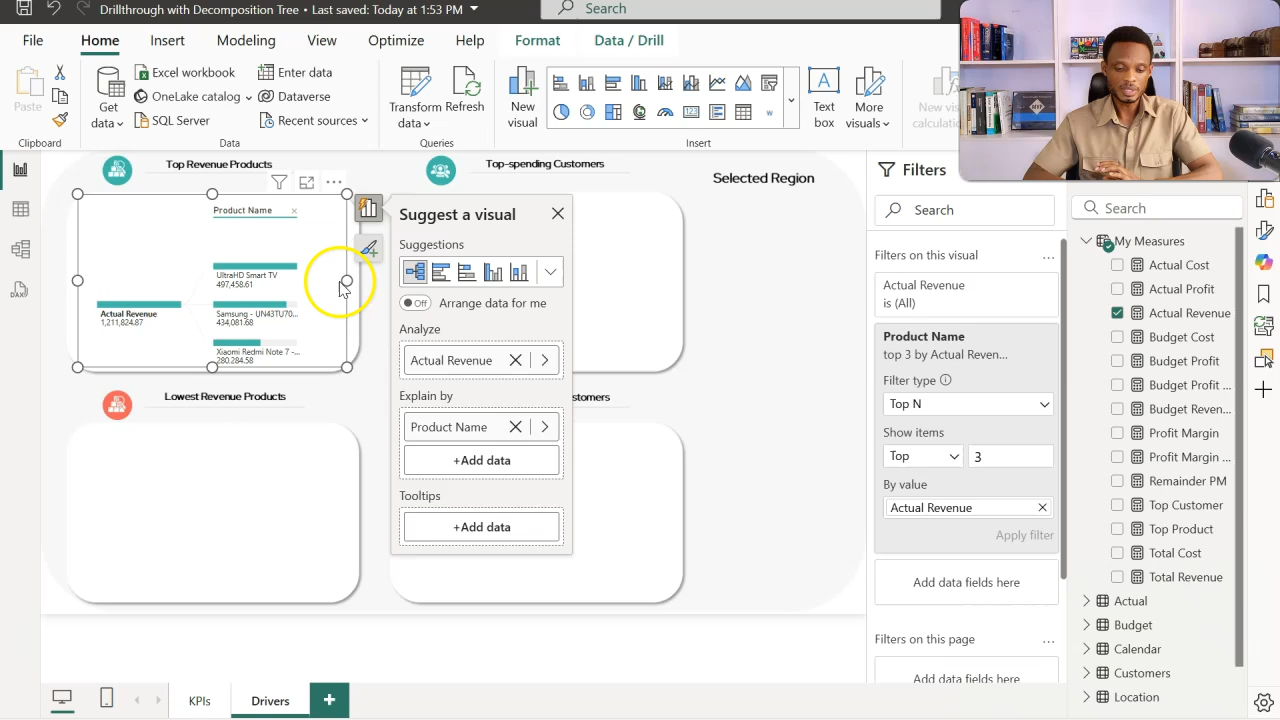 Drillthrough with Decomposition Tree • Last saved: Today at 1:53 PM
Search
File
Home
Insert
Modeling
View
Optimize
Help
Format
Data / Drill
Paste
Clipboard
Get data
Excel workbook
OneLake catalog
SQL Server
Enter data
Dataverse
Recent sources
Data
Transform data
Refresh
Queries
New visual
Text box
More visuals
Insert
Top Revenue Products
Top-spending Customers
Selected Region
Product Name
UltraHD Smart TV
497,458.61
Actual Revenue
1,211,824.87
Samsung - UN43TU70...
434,081.68
Xiaomi Redmi Note 7 -...
280,284.58
Lowest Revenue Products
Suggest a visual
Suggestions
Off
Arrange data for me
Analyze
Actual Revenue
Explain by
Product Name
+Add data
Tooltips
+Add data
Filters
Search
Filters on this visual
Actual Revenue
is (All)
Product Name
top 3 by Actual Reven...
Filter type
Top N
Show items
Top
3
By value
Actual Revenue
Apply filter
Add data fields here
Filters on this page
Add data fields here
Search
My Measures
Actual Cost
Actual Profit
Actual Revenue
Budget Cost
Budget Profit
Budget Profit ...
Budget Reven...
Profit Margin
Profit Margin ...
Remainder PM
Top Customer
Top Product
Total Cost
Total Revenue
Actual
Budget
Calendar
Customers
Location
KPIs
Drivers